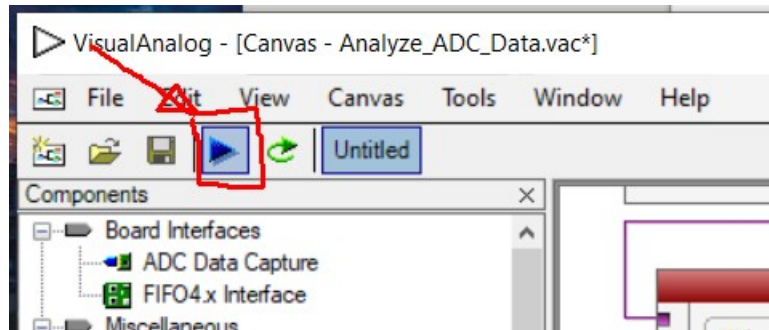 VisualAnalog - [Canvas - Analyze_ADC_Data.vac*]
File Edit View Canvas Tools Window Help
Untitled
Components
Board Interfaces
ADC Data Capture
FIFO4.x Interface
Miscellaneous